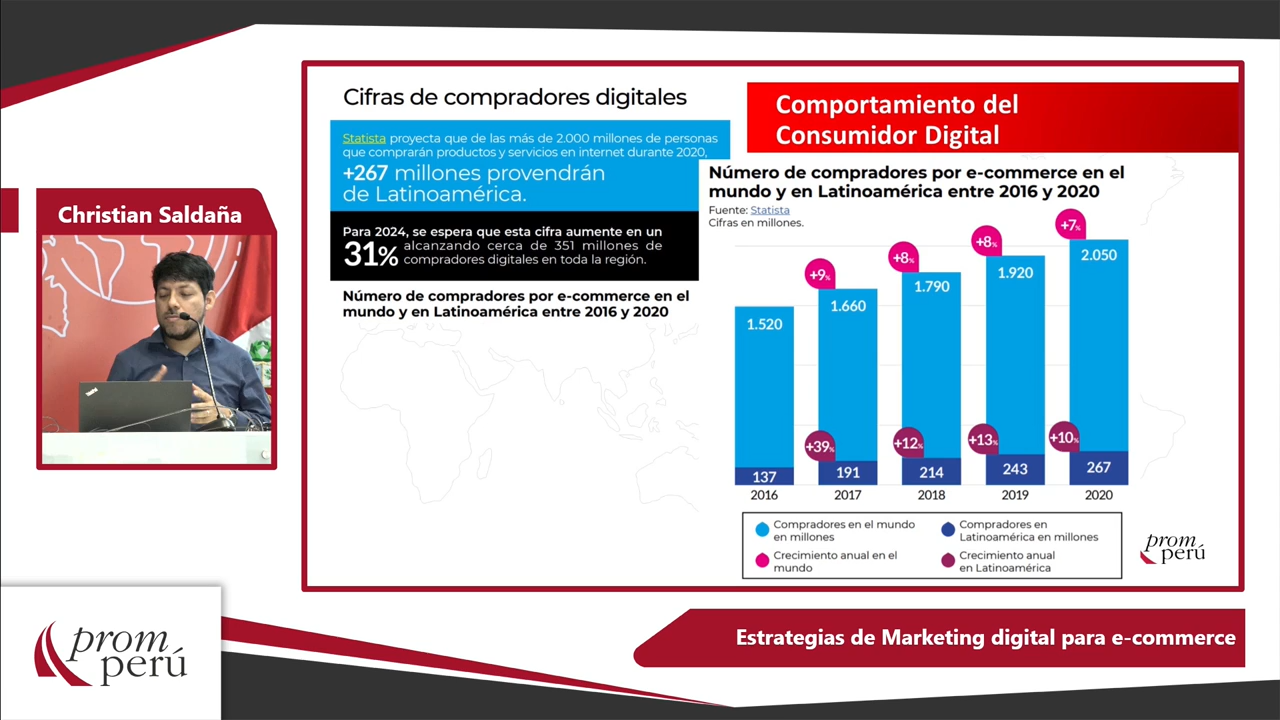 Cifras de compradores digitales
Statista proyecta que de las más de 2.000 millones de personas
que comprarán productos y servicios en internet durante 2020,
+267 millones provendrán
de Latinoamérica.
Para 2024, se espera que esta cifra aumente en un
31% alcanzando cerca de 351 millones de
compradores digitales en toda la región.
Número de compradores por e-commerce en el
mundo y en Latinoamérica entre 2016 y 2020
Comportamiento del
Consumidor Digital
Número de compradores por e-commerce en el
mundo y en Latinoamérica entre 2016 y 2020
Fuente: Statista
Cifras en millones.
+9%
+8%
+8%
+7%
1.520
1.660
1.790
1.920
2.050
+39%
+12%
+13%
+10%
137
191
214
243
267
2016
2017
2018
2019
2020
Compradores en el mundo
en millones
Compradores en
Latinoamérica en millones
Crecimiento anual en el
mundo
Crecimiento anual
en Latinoamérica
prom
perú
Christian Saldaña
ThinkPad
prom
perú
Estrategias de Marketing digital para e-commerce